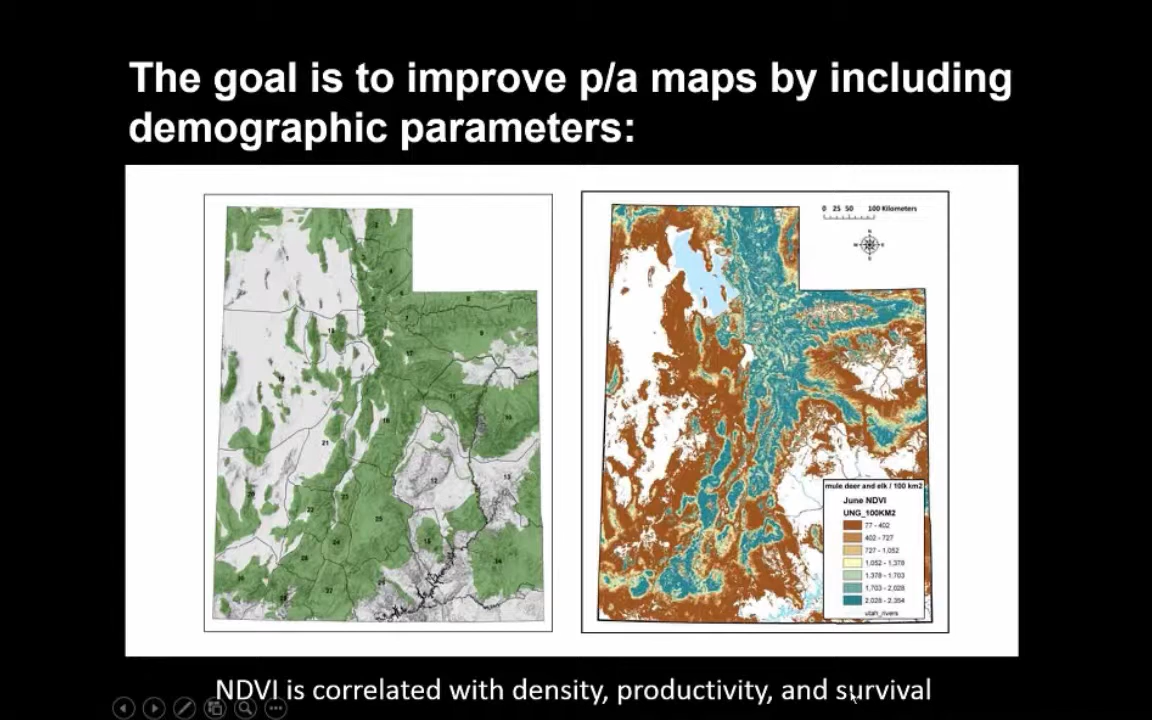 The goal is to improve p/a maps by including
demographic parameters:
0 25 50 100 Kilometers
mule deer and elk / 100 km2
June NDVI
UNG_100KM2
77 - 402
402 - 727
727 - 1,052
1,052 - 1,378
1,378 - 1,703
1,703 - 2,028
2,028 - 2,354
utah_rivers
NDVI is correlated with density, productivity, and survival